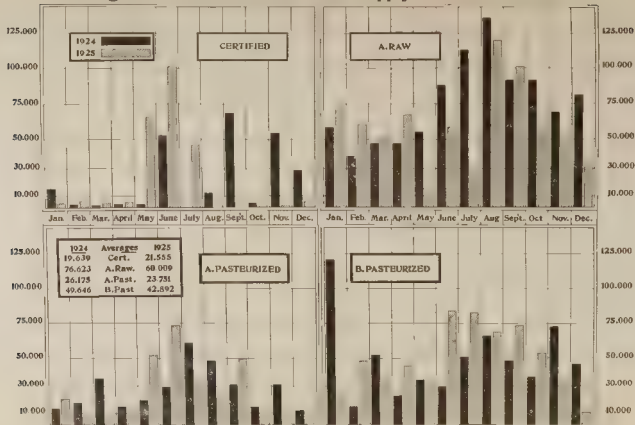 1924
1925
CERTIFIED
A.RAW
125.000
100.000
75.000
50.000
30.000
10.000
125.000
100.000
75.000
50.000
30.000
10.000
Jan. Feb. Mar. April May June July Aug. Sept. Oct. Nov. Dec.
Jan. Feb. Mar. April May June July Aug Sept. Oct Nov. Dec.
1924 Averages 1925
19.639 Cert. 21.555
76.623 A.Raw. 60.009
26.175 A.Past. 23.751
49.646 B.Past 42.892
A.PASTEURIZED
B.PASTEURIZED
125.000
100.000
75.000
50.000
30.000
10 000
125.000
100.000
75.000
50.000
30.000
10.000